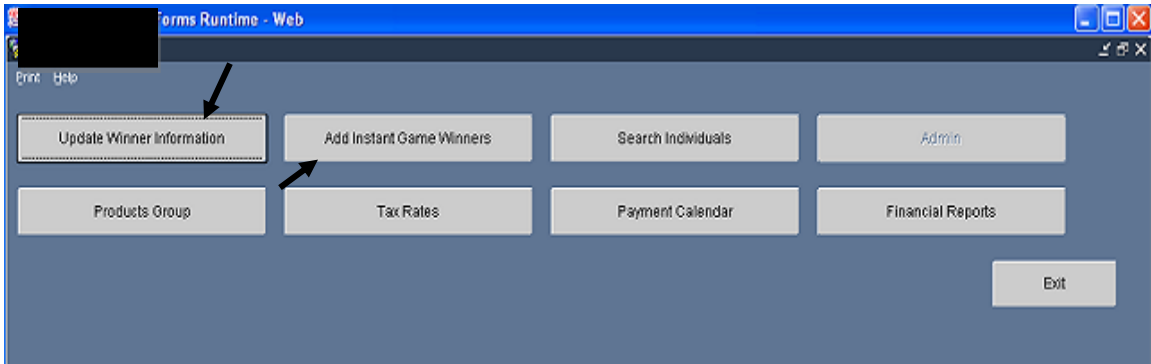 orms Runtime - Web
Print Help
Update Winner Information
Add Instant Game Winners
Search Individuals
Admin
Products Group
Tax Rates
Payment Calendar
Financial Reports
Exit